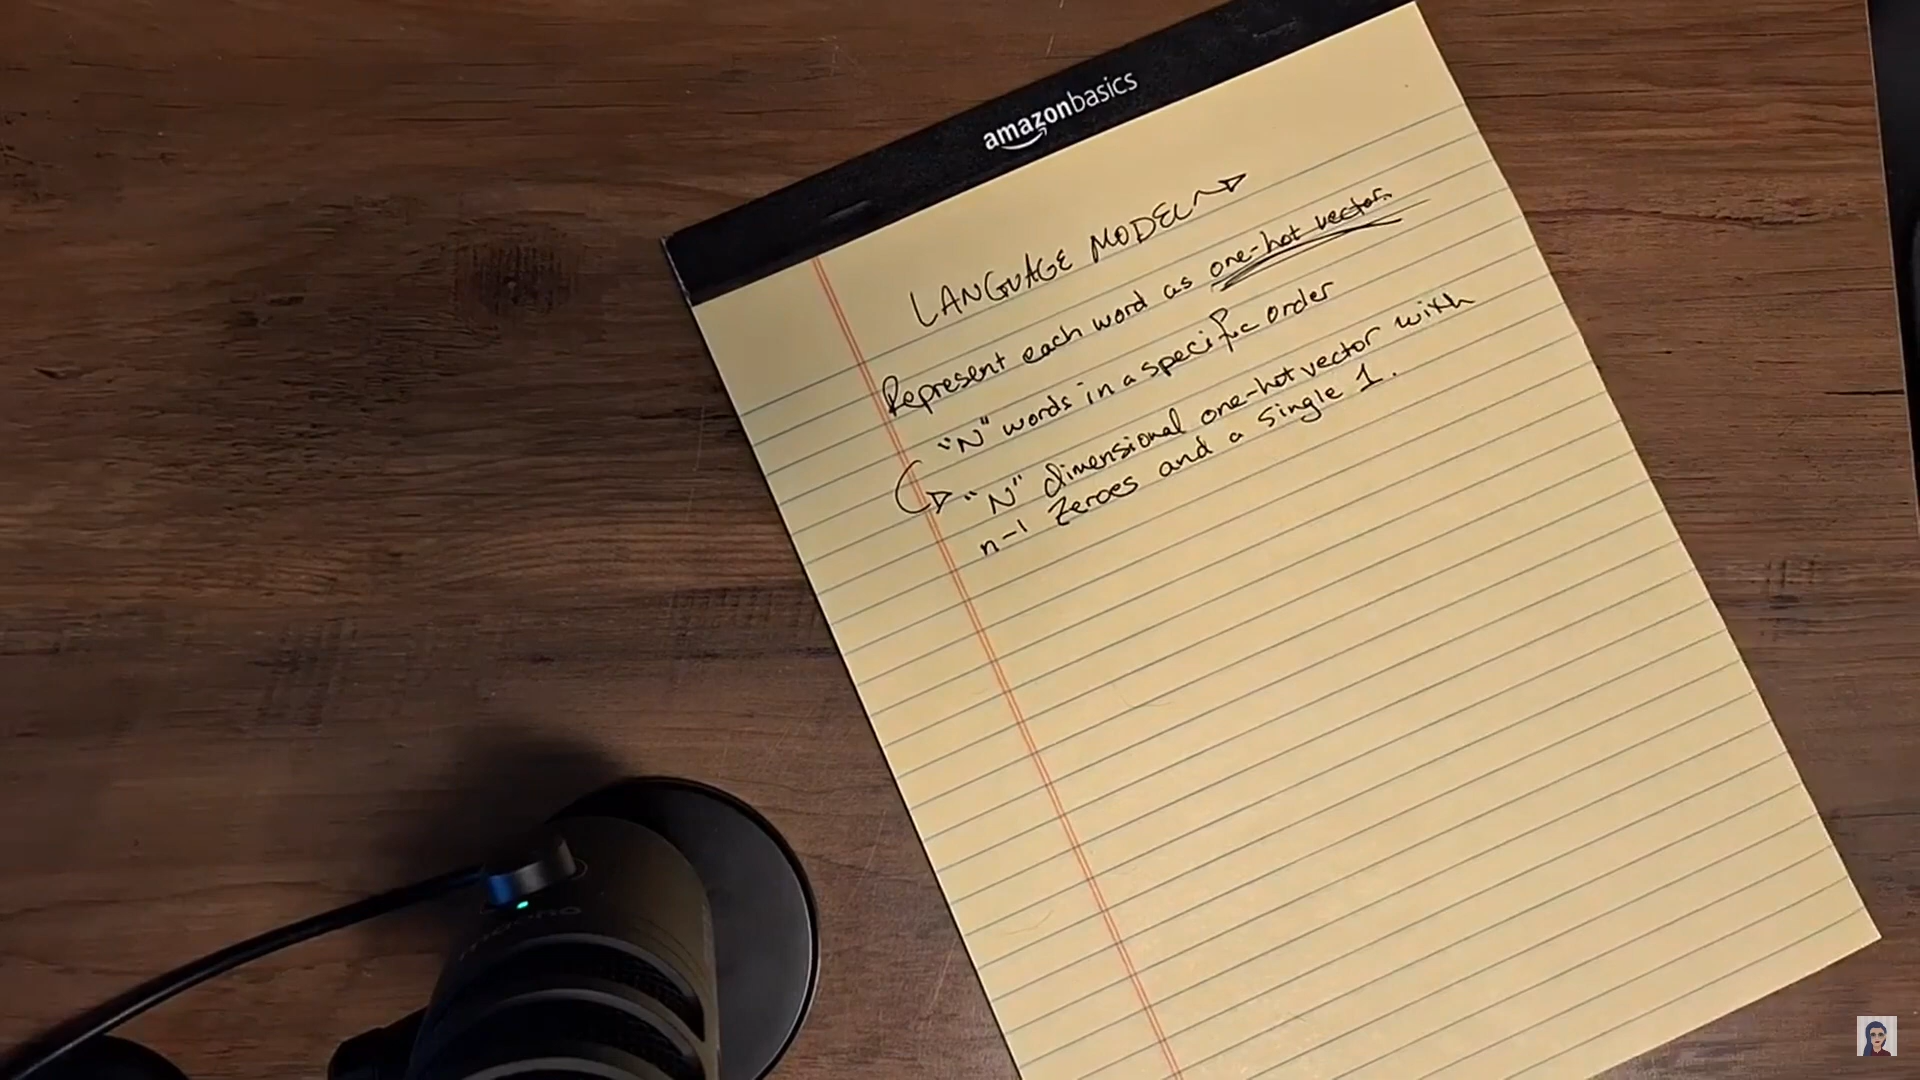 amazonbasics
LANGUAGE MODEL
Represent each word as one-hot vector.
"N" words in a specific order
"N" dimensional one-hot vector with
n-1 zeroes and a single 1.